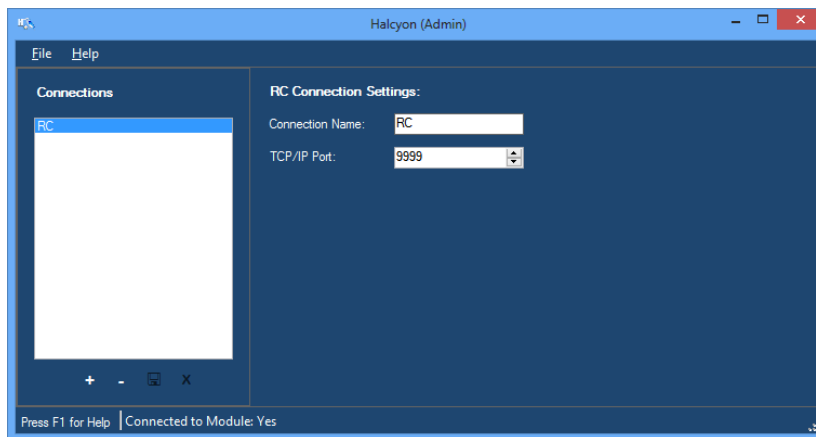 Halcyon (Admin)
File Help
Connections
RC
+ - X
RC Connection Settings:
Connection Name: RC
TCP/IP Port: 9999
Press F1 for Help Connected to Module: Yes